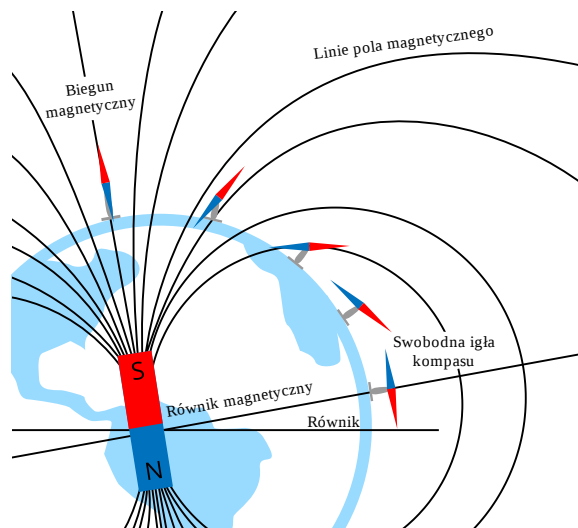 Linie pola magnetycznego
Biegun
magnetyczny
Swobodna igła
kompasu
S
Równik magnetyczny
Równik
N